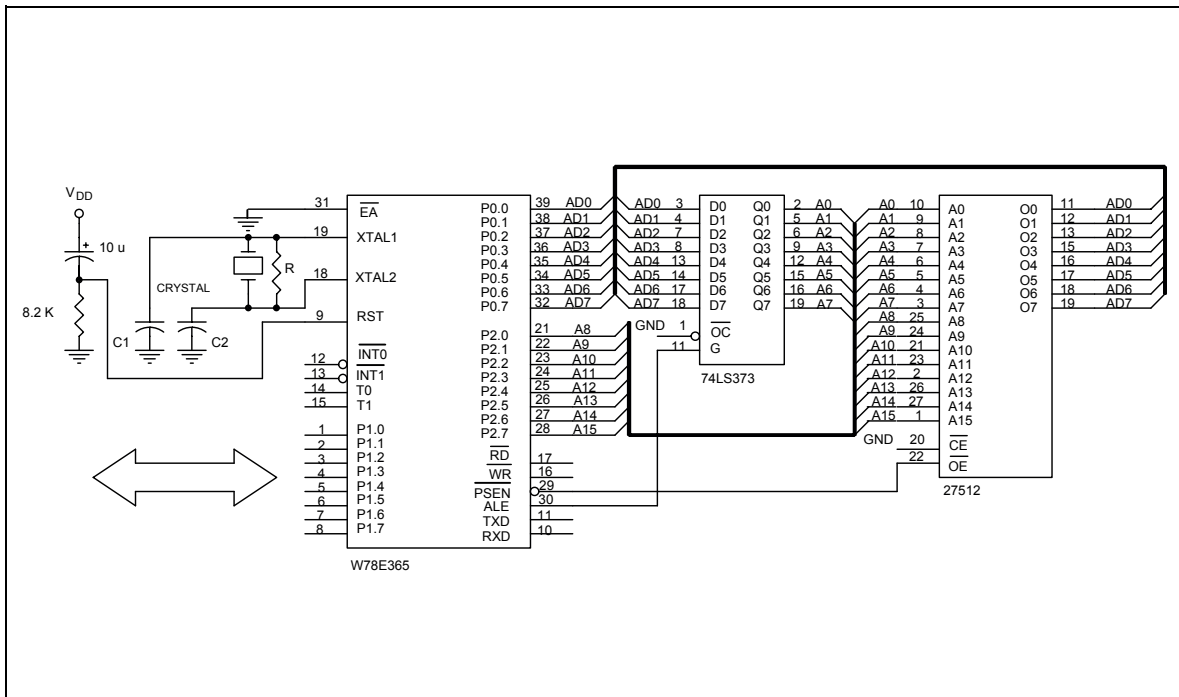 V DD
10 u
8.2 K
C1
C2
CRYSTAL
R
31 EA
19 XTAL1
18 XTAL2
9 RST
12 INT0
13 INT1
14 T0
15 T1
1 P1.0
2 P1.1
3 P1.2
4 P1.3
5 P1.4
6 P1.5
7 P1.6
8 P1.7
P0.0 39 AD0
P0.1 38 AD1
P0.2 37 AD2
P0.3 36 AD3
P0.4 35 AD4
P0.5 34 AD5
P0.6 33 AD6
P0.7 32 AD7
P2.0 21 A8
P2.1 22 A9
P2.2 23 A10
P2.3 24 A11
P2.4 25 A12
P2.5 26 A13
P2.6 27 A14
P2.7 28 A15
RD 17
WR 16
PSEN 29
ALE 30
TXD 11
RXD 10
W78E365
AD0 3 D0 Q0 2 A0
AD1 4 D1 Q1 5 A1
AD2 7 D2 Q2 6 A2
AD3 8 D3 Q3 9 A3
AD4 13 D4 Q4 12 A4
AD5 14 D5 Q5 15 A5
AD6 17 D6 Q6 16 A6
AD7 18 D7 Q7 19 A7
GND 1 OC
11 G
74LS373
A0 10 A0 O0 11 AD0
A1 9 A1 O1 12 AD1
A2 8 A2 O2 13 AD2
A3 7 A3 O3 15 AD3
A4 6 A4 O4 16 AD4
A5 5 A5 O5 17 AD5
A6 4 A6 O6 18 AD6
A7 3 A7 O7 19 AD7
A8 25 A8
A9 24 A9
A10 21 A10
A11 23 A11
A12 2 A12
A13 26 A13
A14 27 A14
A15 1 A15
GND 20 CE
22 OE
27512